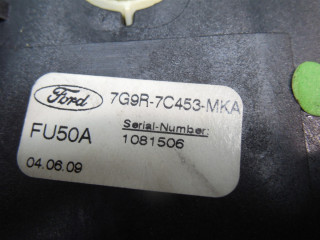 Ford 7G9R-7C453-MKA
FU50A Serial-Number:
04.06.09 1081506